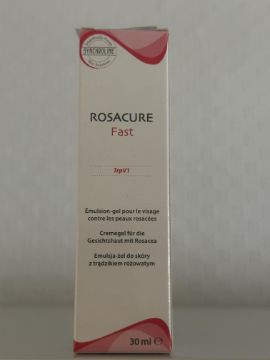 SYNCHROLINE
ROSACURE
Fast
TrpV1
Emulsion-gel pour le visage
contre les peaux rosacées
Cremegel für die
Gesichtshaut mit Rosacea
Emulsja-żel do skóry
z trądzikiem różowatym
30 ml e